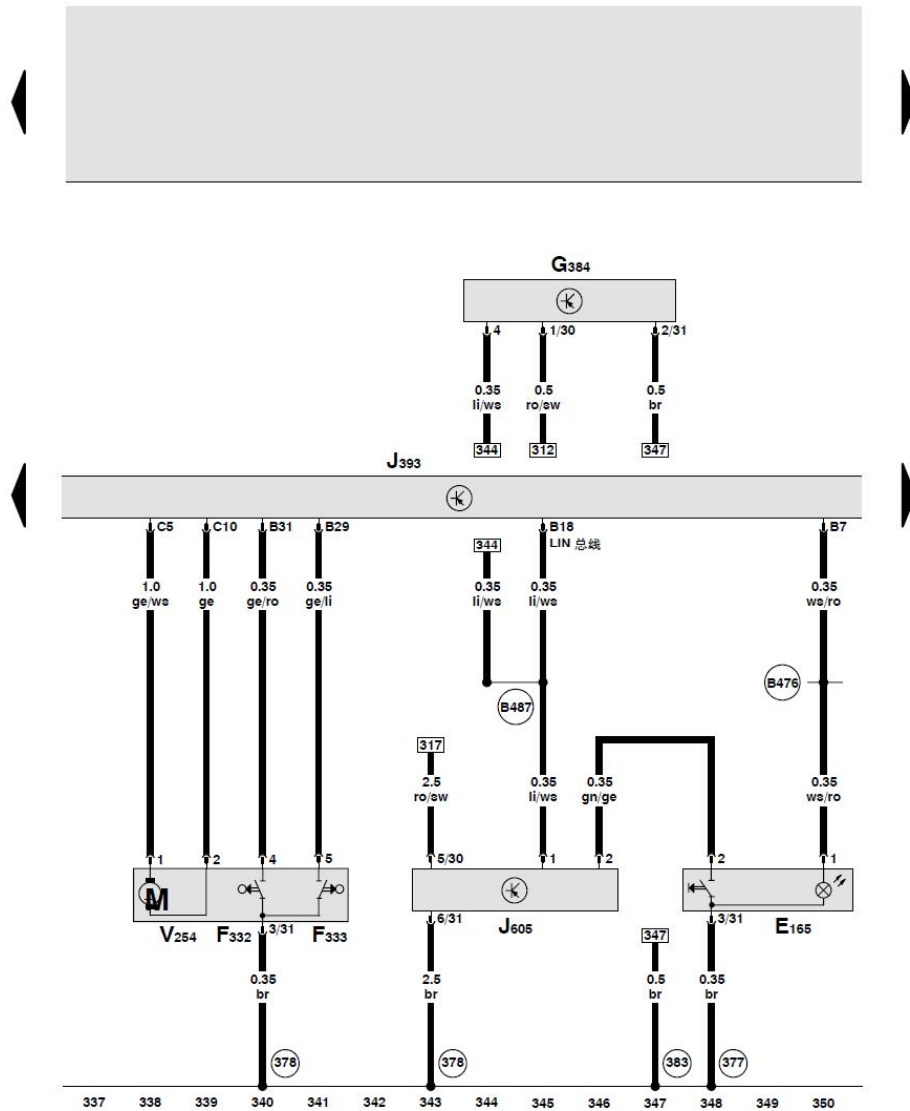 G384
4 1/30 2/31
0.35 0.5 0.5
li/ws ro/sw br
344 312 347
J393
C5 C10 B31 B29 B18 B7
344 LIN 总线
1.0 1.0 0.35 0.35 0.35 0.35 0.35
ge/ws ge ge/ro ge/li li/ws li/ws ws/ro
B476
B487
317
2.5 0.35 0.35 0.35
ro/sw li/ws gn/ge ws/ro
1 2 4 5 5/30 1 2 2 1
M
3/31 6/31 3/31
V254 F332 F333 J605 E165
347
0.35 2.5 0.5 0.35
br br br br
378 378 383 377
337 338 339 340 341 342 343 344 345 346 347 348 349 350